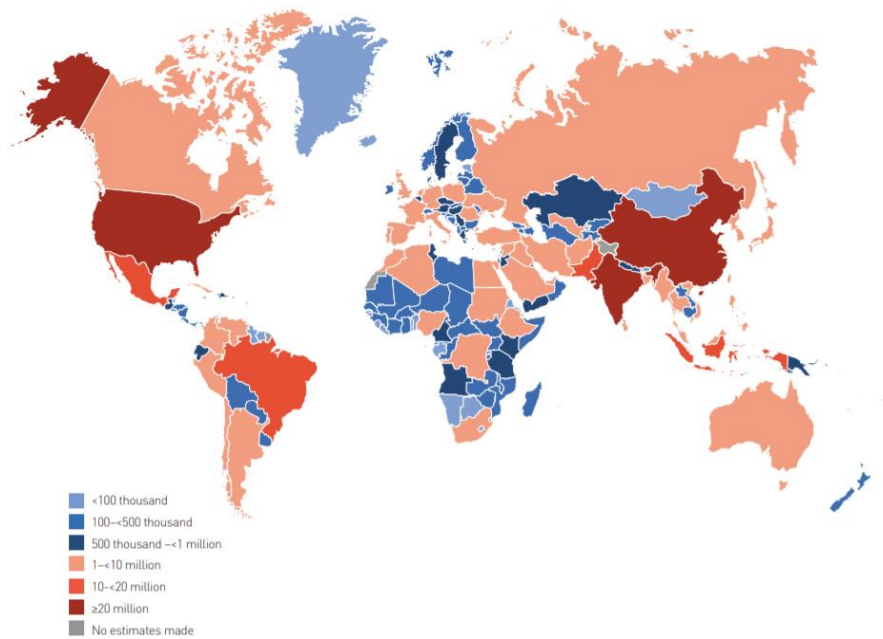 <100 thousand
100–<500 thousand
500 thousand –<1 million
1–<10 million
10-<20 million
≥20 million
No estimates made